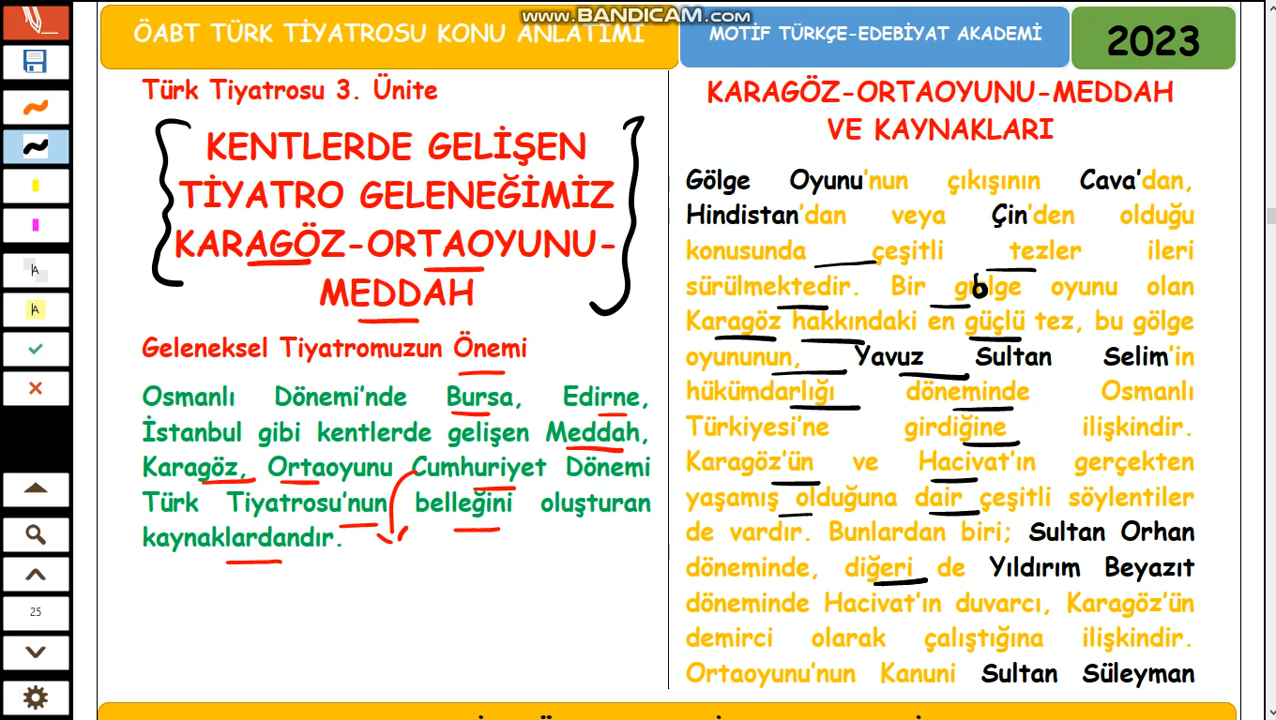 www.BANDICAM.com
ÖABT TÜRK TİYATROSU KONU ANLATIMI
MOTİF TÜRKÇE-EDEBİYAT AKADEMİ
2023
Türk Tiyatrosu 3. Ünite
KENTLERDE GELİŞEN
TİYATRO GELENEĞİMİZ
KARAGÖZ-ORTAOYUNU-
MEDDAH
Geleneksel Tiyatromuzun Önemi
Osmanlı Dönemi'nde Bursa, Edirne,
İstanbul gibi kentlerde gelişen Meddah,
Karagöz, Ortaoyunu Cumhuriyet Dönemi
Türk Tiyatrosu'nun belleğini oluşturan
kaynaklardandır.
KARAGÖZ-ORTAOYUNU-MEDDAH
VE KAYNAKLARI
Gölge Oyunu'nun çıkışının Cava'dan,
Hindistan'dan veya Çin'den olduğu
konusunda çeşitli tezler ileri
sürülmektedir. Bir gölge oyunu olan
Karagöz hakkındaki en güçlü tez, bu gölge
oyununun, Yavuz Sultan Selim'in
hükümdarlığı döneminde Osmanlı
Türkiyesi'ne girdiğine ilişkindir.
Karagöz'ün ve Hacivat'ın gerçekten
yaşamış olduğuna dair çeşitli söylentiler
de vardır. Bunlardan biri; Sultan Orhan
döneminde, diğeri de Yıldırım Beyazıt
döneminde Hacivat'ın duvarcı, Karagöz'ün
demirci olarak çalıştığına ilişkindir.
Ortaoyunu'nun Kanuni Sultan Süleyman
A
A
25